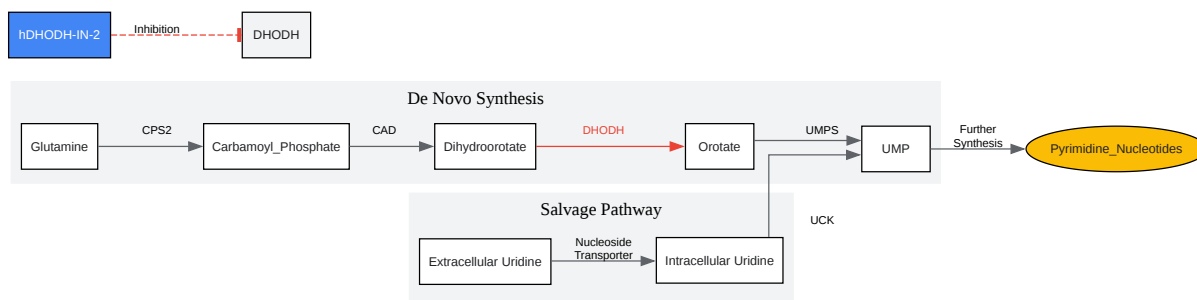 hDHODH-IN-2
Inhibition
DHODH
De Novo Synthesis
Glutamine
CPS2
Carbamoyl_Phosphate
CAD
Dihydroorotate
DHODH
Orotate
UMPS
UMP
Further
Synthesis
Pyrimidine_Nucleotides
Salvage Pathway
Extracellular Uridine
Nucleoside
Transporter
Intracellular Uridine
UCK